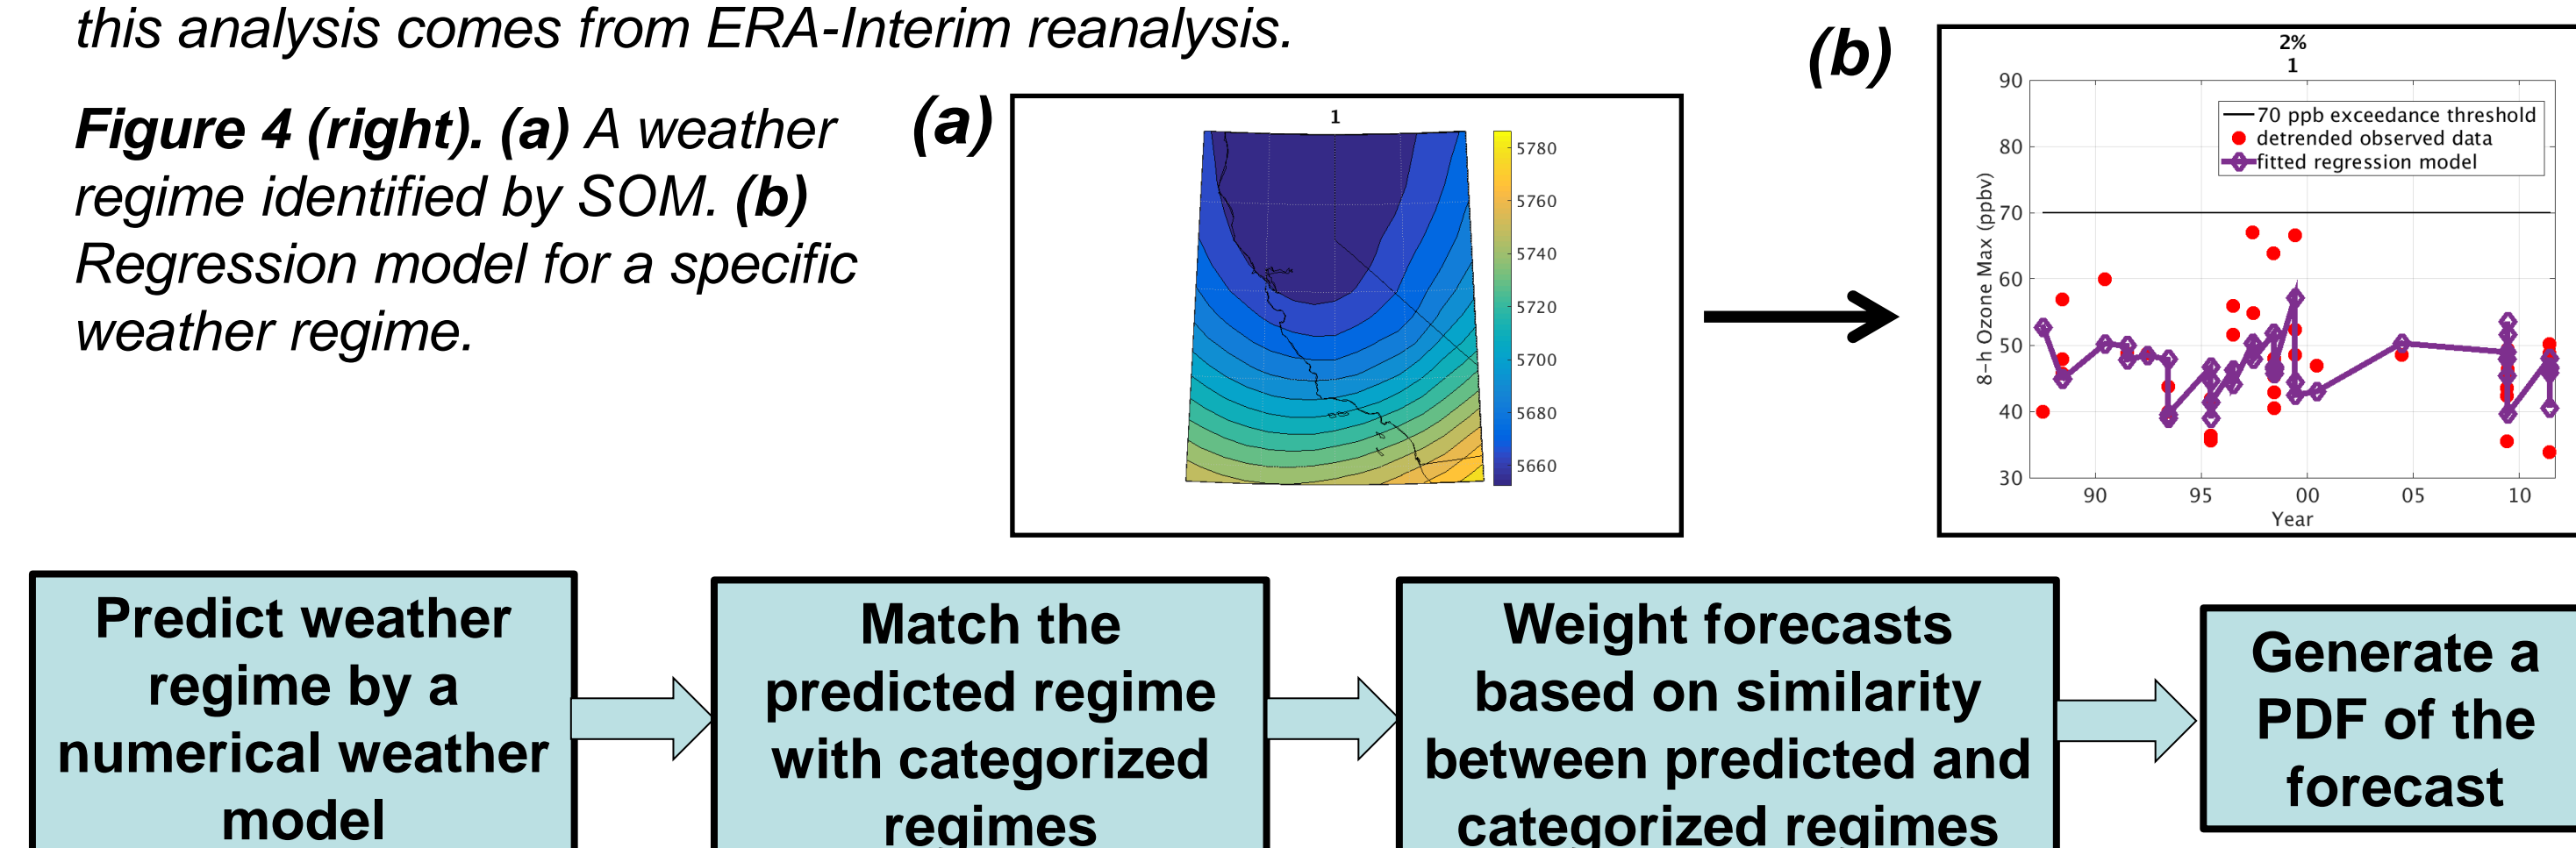 this analysis comes from ERA-Interim reanalysis.
Figure 4 (right). (a) A weather
regime identified by SOM. (b)
Regression model for a specific
weather regime.
(a)
1
5780
5760
5740
5720
5700
5680
5660
(b)
2%
1
90
80
70
60
50
40
30
8-h Ozone Max (ppbv)
70 ppb exceedance threshold
detrended observed data
fitted regression model
90 95 00 05 10
Year
Predict weather
regime by a
numerical weather
model
Match the
predicted regime
with categorized
regimes
Weight forecasts
based on similarity
between predicted and
categorized regimes
Generate a
PDF of the
forecast